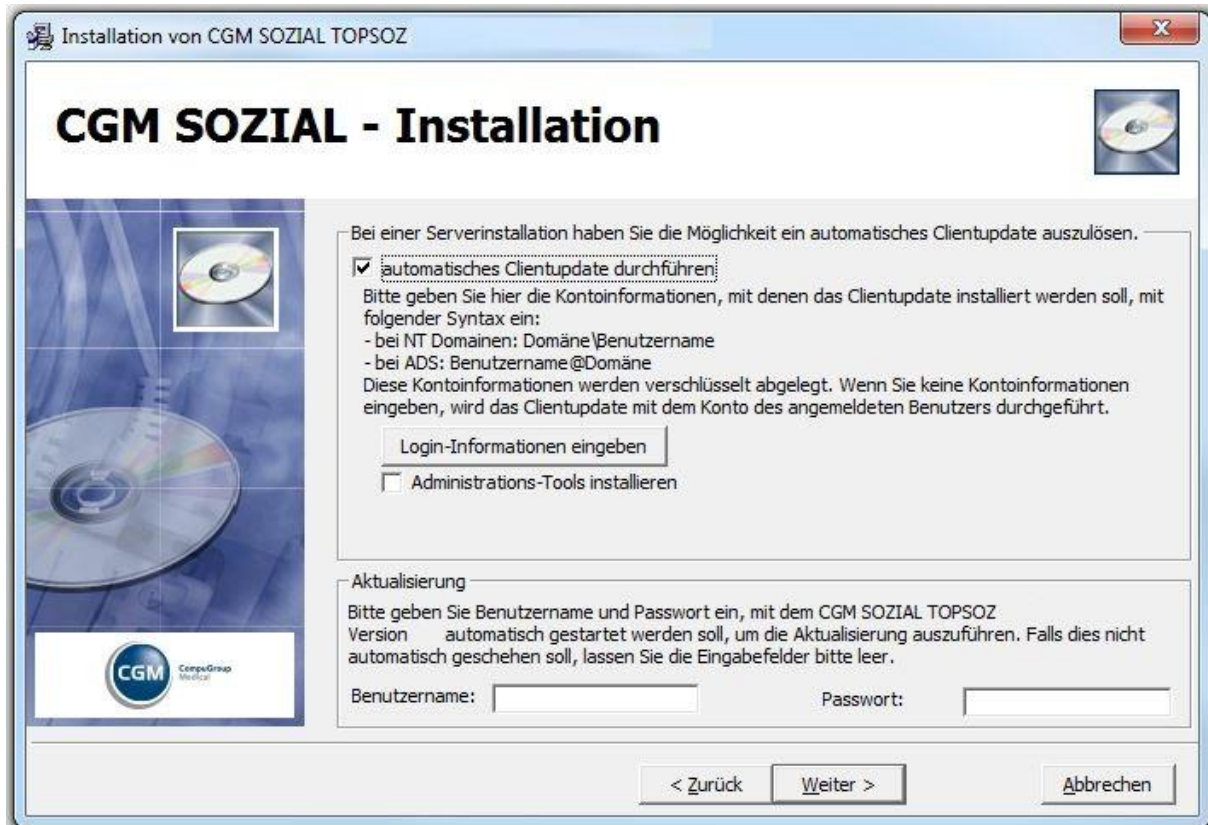 Installation von CGM SOZIAL TOPSOZ
CGM SOZIAL - Installation
Bei einer Serverinstallation haben Sie die Möglichkeit ein automatisches Clientupdate auszulösen.
automatisches Clientupdate durchführen
Bitte geben Sie hier die Kontoinformationen, mit denen das Clientupdate installiert werden soll, mit
folgender Syntax ein:
- bei NT Domainen: Domäne\Benutzername
- bei ADS: Benutzername@Domäne
Diese Kontoinformationen werden verschlüsselt abgelegt. Wenn Sie keine Kontoinformationen
eingeben, wird das Clientupdate mit dem Konto des angemeldeten Benutzers durchgeführt.
Login-Informationen eingeben
Administrations-Tools installieren
Aktualisierung
Bitte geben Sie Benutzername und Passwort ein, mit dem CGM SOZIAL TOPSOZ
Version automatisch gestartet werden soll, um die Aktualisierung auszuführen. Falls dies nicht
automatisch geschehen soll, lassen Sie die Eingabefelder bitte leer.
Benutzername: Passwort:
CGM CompuGroup
Medical
< Zurück Weiter > Abbrechen